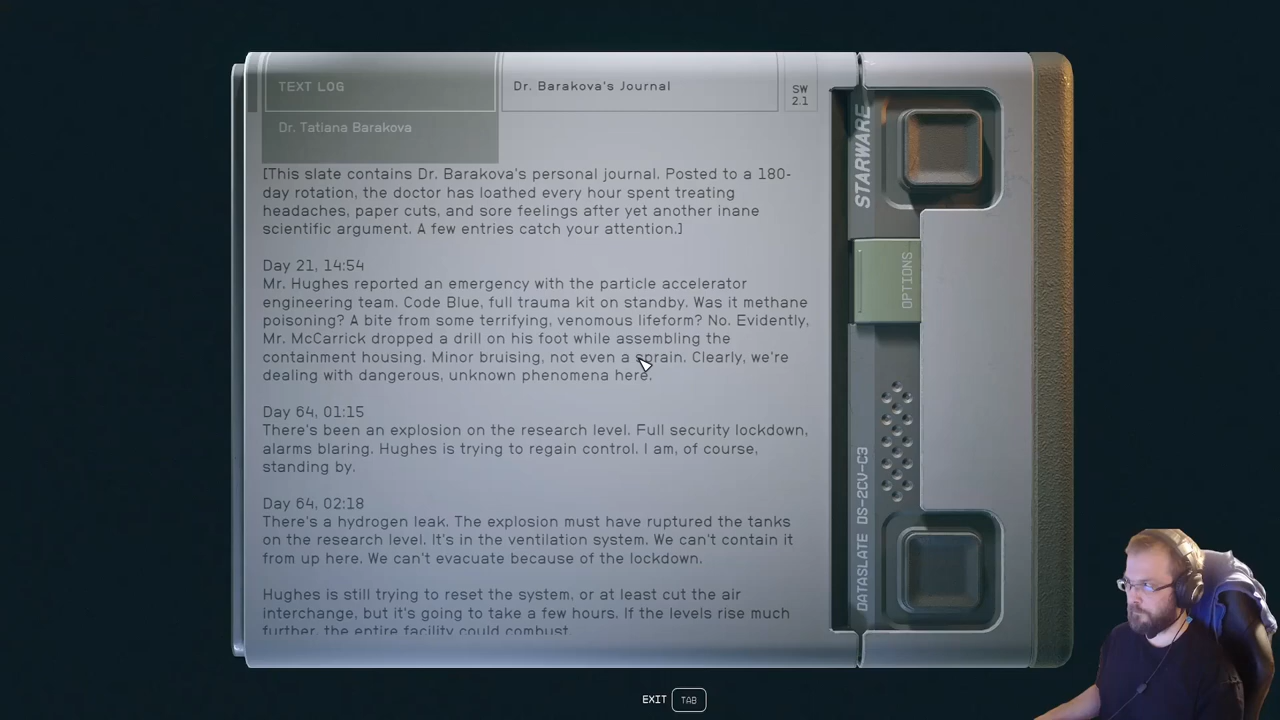 TEXT LOG
Dr. Barakova's Journal
SW
2.1
Dr. Tatiana Barakova
[This slate contains Dr. Barakova's personal journal. Posted to a 180-
day rotation, the doctor has loathed every hour spent treating
headaches, paper cuts, and sore feelings after yet another inane
scientific argument. A few entries catch your attention.]
Day 21, 14:54
Mr. Hughes reported an emergency with the particle accelerator
engineering team. Code Blue, full trauma kit on standby. Was it methane
poisoning? A bite from some terrifying, venomous lifeform? No. Evidently,
Mr. McCarrick dropped a drill on his foot while assembling the
containment housing. Minor bruising, not even a sprain. Clearly, we're
dealing with dangerous, unknown phenomena here.
Day 64, 01:15
There's been an explosion on the research level. Full security lockdown,
alarms blaring. Hughes is trying to regain control. I am, of course,
standing by.
Day 64, 02:18
There's a hydrogen leak. The explosion must have ruptured the tanks
on the research level. It's in the ventilation system. We can't contain it
from up here. We can't evacuate because of the lockdown.
Hughes is still trying to reset the system, or at least cut the air
interchange, but it's going to take a few hours. If the levels rise much
further, the entire facility could combust
STARWARE
OPTIONS
DATASLATE DS-2CV-C3
EXIT TAB